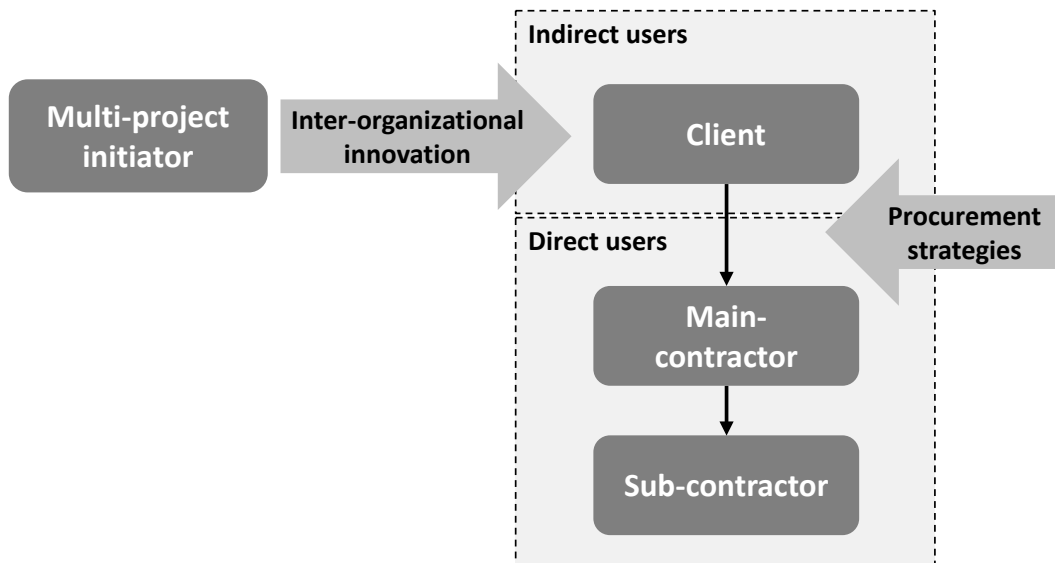 Indirect users
Multi-project
initiator
Inter-organizational
innovation
Client
Procurement
strategies
Direct users
Main-
contractor
Sub-contractor